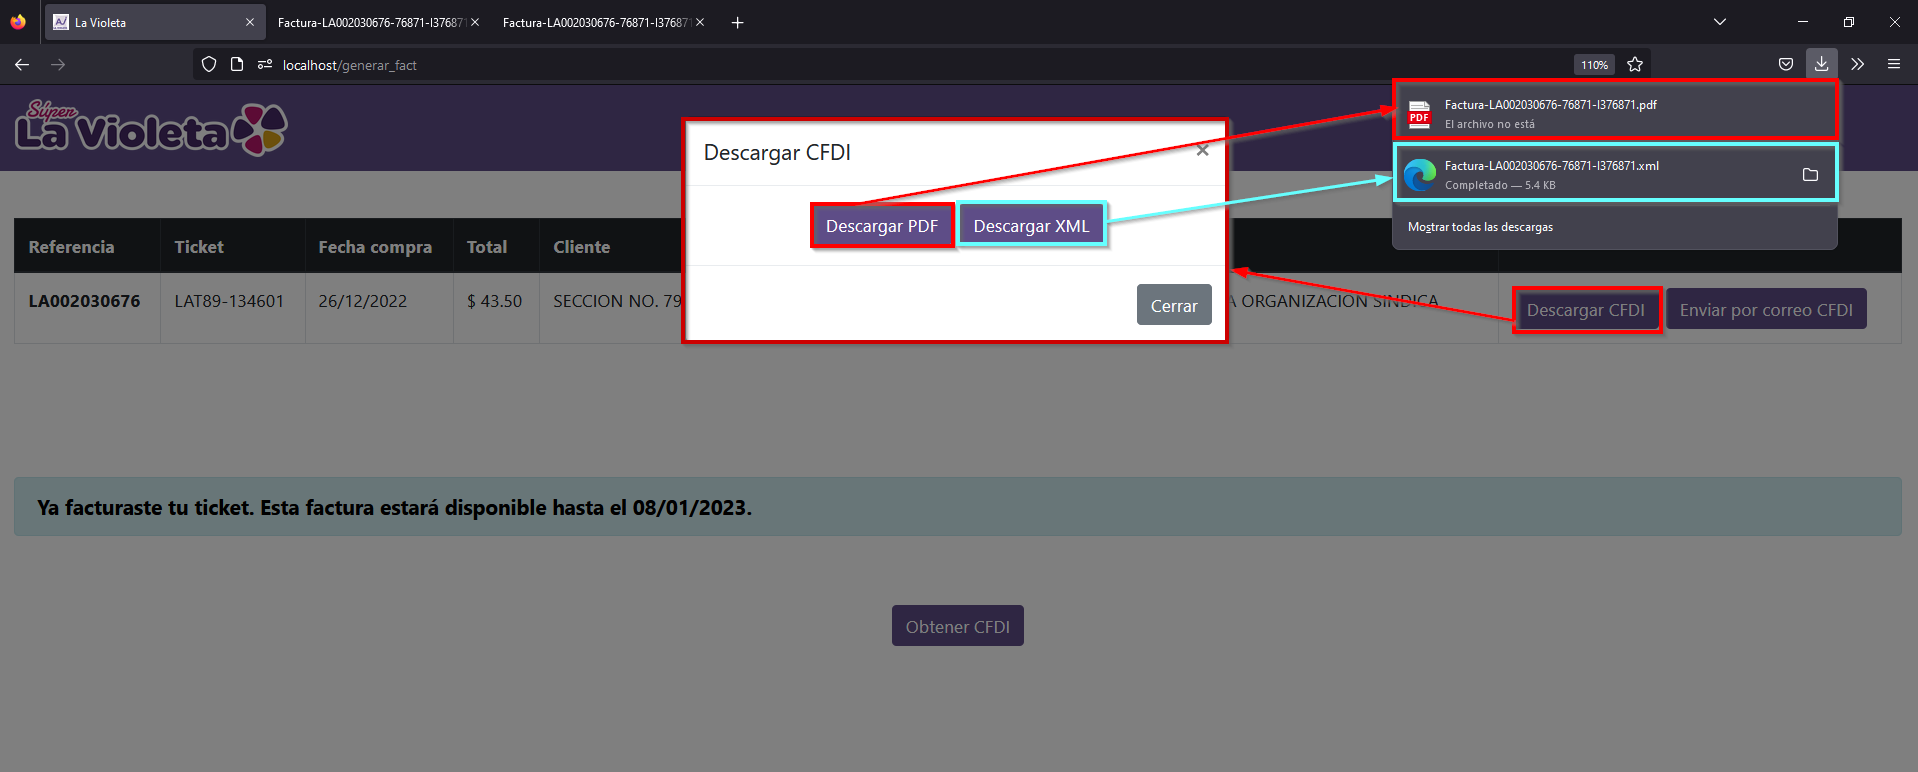 La Violeta
Factura-LA002030676-76871-I376871
Factura-LA002030676-76871-I376871
localhost/generar_fact
110%
Súper
La Violeta
Factura-LA002030676-76871-I376871.pdf
PDF
El archivo no está
Factura-LA002030676-76871-I376871.xml
Completado — 5.4 KB
Mostrar todas las descargas
Descargar CFDI
Descargar PDF
Descargar XML
Cerrar
Referencia Ticket Fecha compra Total Cliente
LA002030676 LAT89-134601 26/12/2022 $ 43.50 SECCION NO. 79 A ORGANIZACION SINDICA
Descargar CFDI
Enviar por correo CFDI
Ya facturaste tu ticket. Esta factura estará disponible hasta el 08/01/2023.
Obtener CFDI